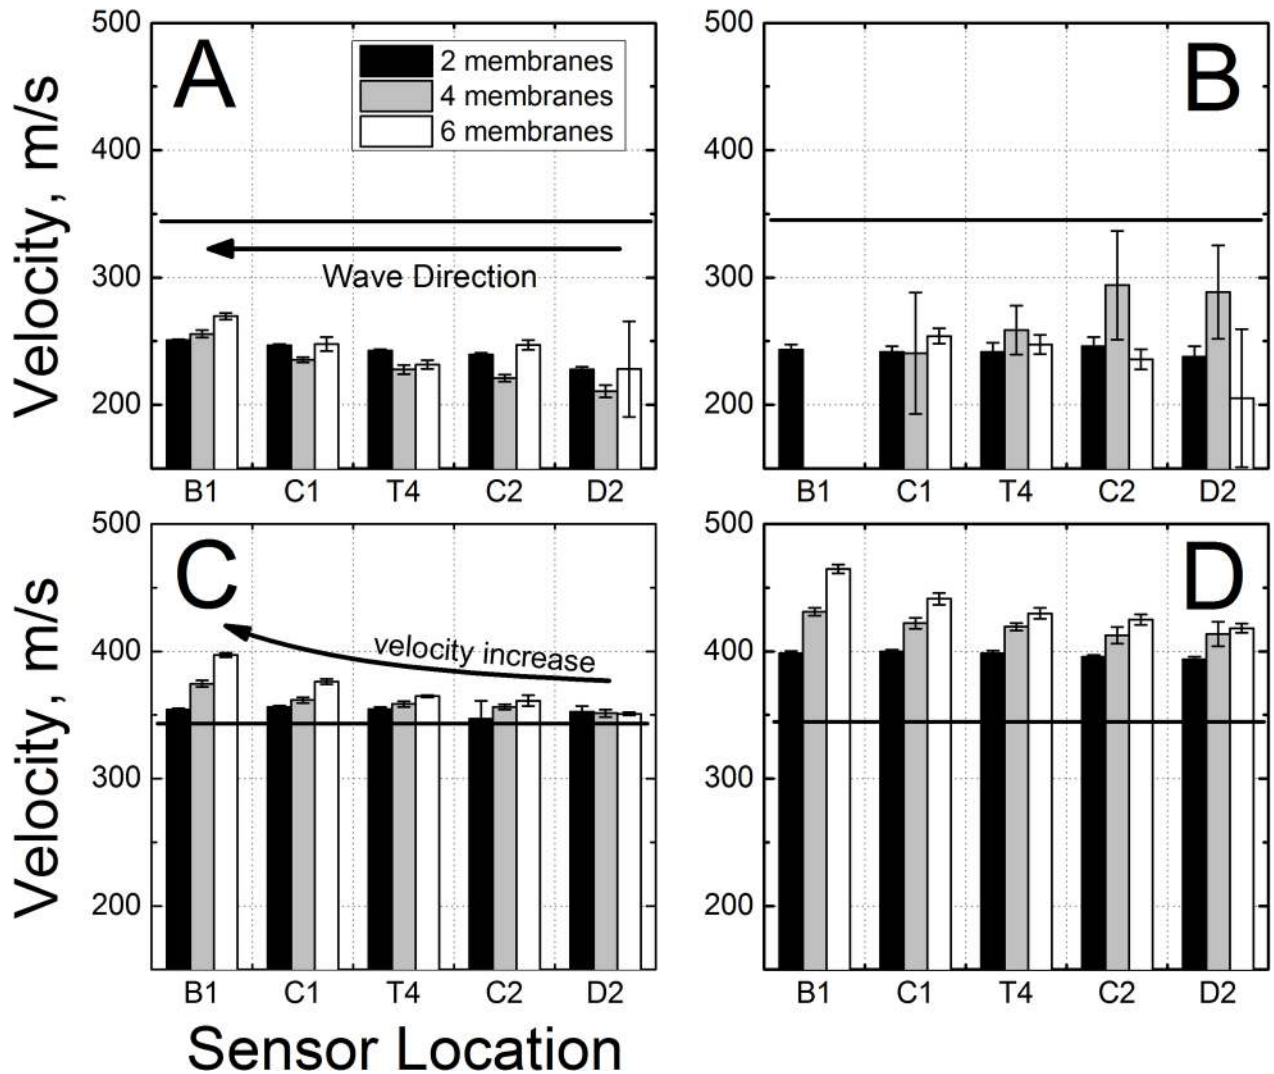 A
2 membranes
4 membranes
6 membranes
Wave Direction
500
400
300
200
B1 C1 T4 C2 D2
Velocity, m/s
B
500
400
300
200
B1 C1 T4 C2 D2
C
velocity increase
500
400
300
200
B1 C1 T4 C2 D2
Velocity, m/s
D
500
400
300
200
B1 C1 T4 C2 D2
Sensor Location